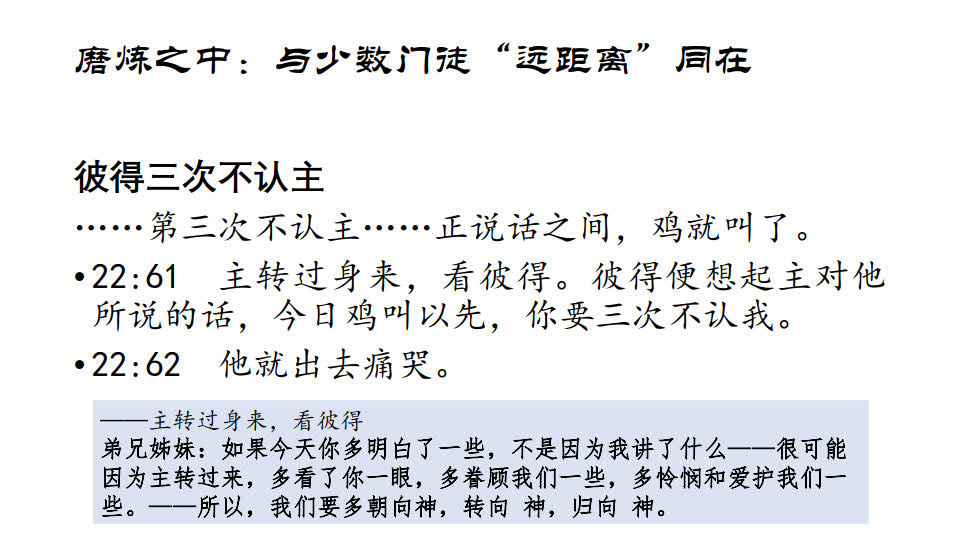 磨炼之中：与少数门徒“远距离”同在
彼得三次不认主
……第三次不认主……正说话之间，鸡就叫了。
•22:61　主转过身来，看彼得。彼得便想起主对他
所说的话，今日鸡叫以先，你要三次不认我。
•22:62　他就出去痛哭。
——主转过身来，看彼得
弟兄姊妹：如果今天你多明白了一些，不是因为我讲了什么——很可能
因为主转过来，多看了你一眼，多眷顾我们一些，多怜悯和爱护我们一
些。——所以，我们要多朝向神，转向 神，归向 神。